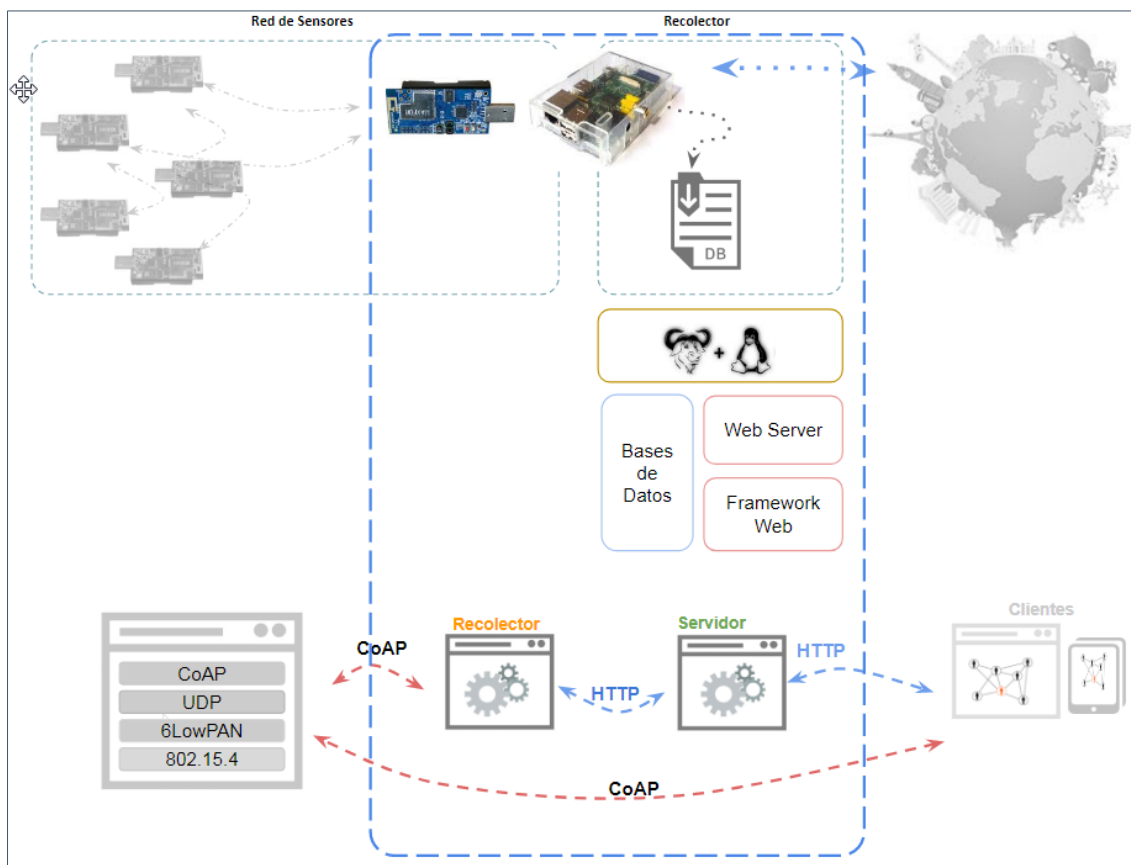 Red de Sensores
Recolector
DB
Bases
de
Datos
Web Server
Framework
Web
CoAP
UDP
6LowPAN
802.15.4
CoAP
Recolector
HTTP
Servidor
HTTP
Clientes
CoAP